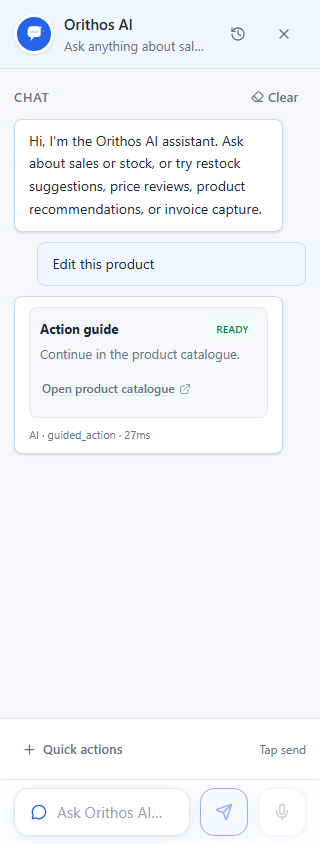 Orithos AI
Ask anything about sal...
CHAT
Clear
Hi, I'm the Orithos AI assistant. Ask
about sales or stock, or try restock
suggestions, price reviews, product
recommendations, or invoice capture.
Edit this product
Action guide
READY
Continue in the product catalogue.
Open product catalogue
AI · guided_action · 27ms
Quick actions
Tap send
Ask Orithos AI...